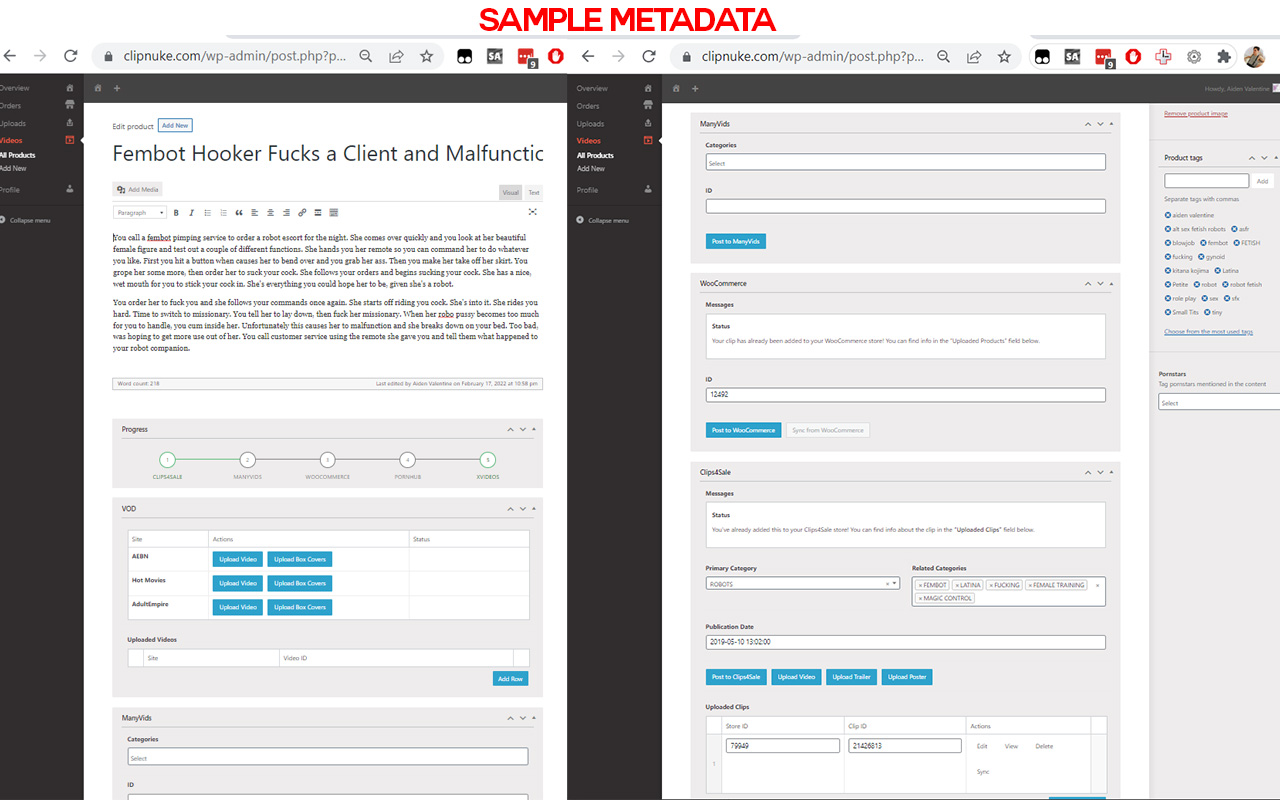 SAMPLE METADATA
clipnuke.com/wp-admin/post.php?p...
9
clipnuke.com/wp-admin/post.php?p...
9
Overview
Orders
Uploads
Videos
All Products
Add New
Profile
Collapse menu
Edit product Add New
Fembot Hooker Fucks a Client and Malfunctic
Add Media
Visual Text
Paragraph
You call a fembot pimping service to order a robot escort for the night. She comes over quickly and you look at her beautiful
female figure and test out a couple of different functions. She hands you her remote so you can command her to do whatever
you like. First you hit a button when causes her to bend over and you grab her ass. Then you make her take off her skirt. You
grope her some more, then order her to suck your cock. She follows your orders and begins sucking your cock. She has a nice,
wet mouth for you to stick your cock in. She's everything you could hope her to be, given she's a robot.
You order her to fuck you and she follows your commands once again. She starts off riding you cock. She's into it. She rides you
hard. Time to switch to missionary. You tell her to lay down, then fuck her missionary. When her robo pussy becomes too much
for you to handle, you cum inside her. Unfortunately this causes her to malfunction and she breaks down on your bed. Too bad,
was hoping to get more use out of her. You call customer service using the remote she gave you and tell them what happened to
your robot companion.
Word count: 218 Last edited by Aiden Valentine on February 17, 2022 at 10:58 pm
Progress
1 2 3 4 5
CLIPS4SALE MANYVIDS WOOCOMMERCE PORNHUB XVIDEOS
VOD
Site Actions Status
AEBN Upload Video Upload Box Covers
Hot Movies Upload Video Upload Box Covers
AdultEmpire Upload Video Upload Box Covers
Uploaded Videos
Site Video ID
Add Row
ManyVids
Categories
Select
ID
Overview
Orders
Uploads
Videos
All Products
Add New
Profile
Collapse menu
Howdy, Aiden Valentine
ManyVids
Categories
Select
ID
Post to ManyVids
WooCommerce
Messages
Status
Your clip has already been added to your WooCommerce store! You can find info in the "Uploaded Products" field below.
ID
12492
Post to WooCommerce Sync from WooCommerce
Clips4Sale
Messages
Status
You've already added this to your Clips4Sale store! You can find info about the clip in the "Uploaded Clips" field below.
Primary Category Related Categories
ROBOTS × FEMBOT × LATINA × FUCKING × FEMALE TRAINING
× MAGIC CONTROL
Publication Date
2019-05-10 13:02:00
Post to Clips4Sale Upload Video Upload Trailer Upload Poster
Uploaded Clips
Store ID Clip ID Actions
1 79949 21426813 Edit View Delete
Sync
Remove product image
Product tags
Add
Separate tags with commas
aiden valentine
alt sex fetish robots asfr
blowjob fembot FETISH
fucking gynoid
kitana kojima Latina
Petite robot robot fetish
role play sex sfx
Small Tits tiny
Choose from the most used tags
Pornstars
Tag pornstars mentioned in the content
Select